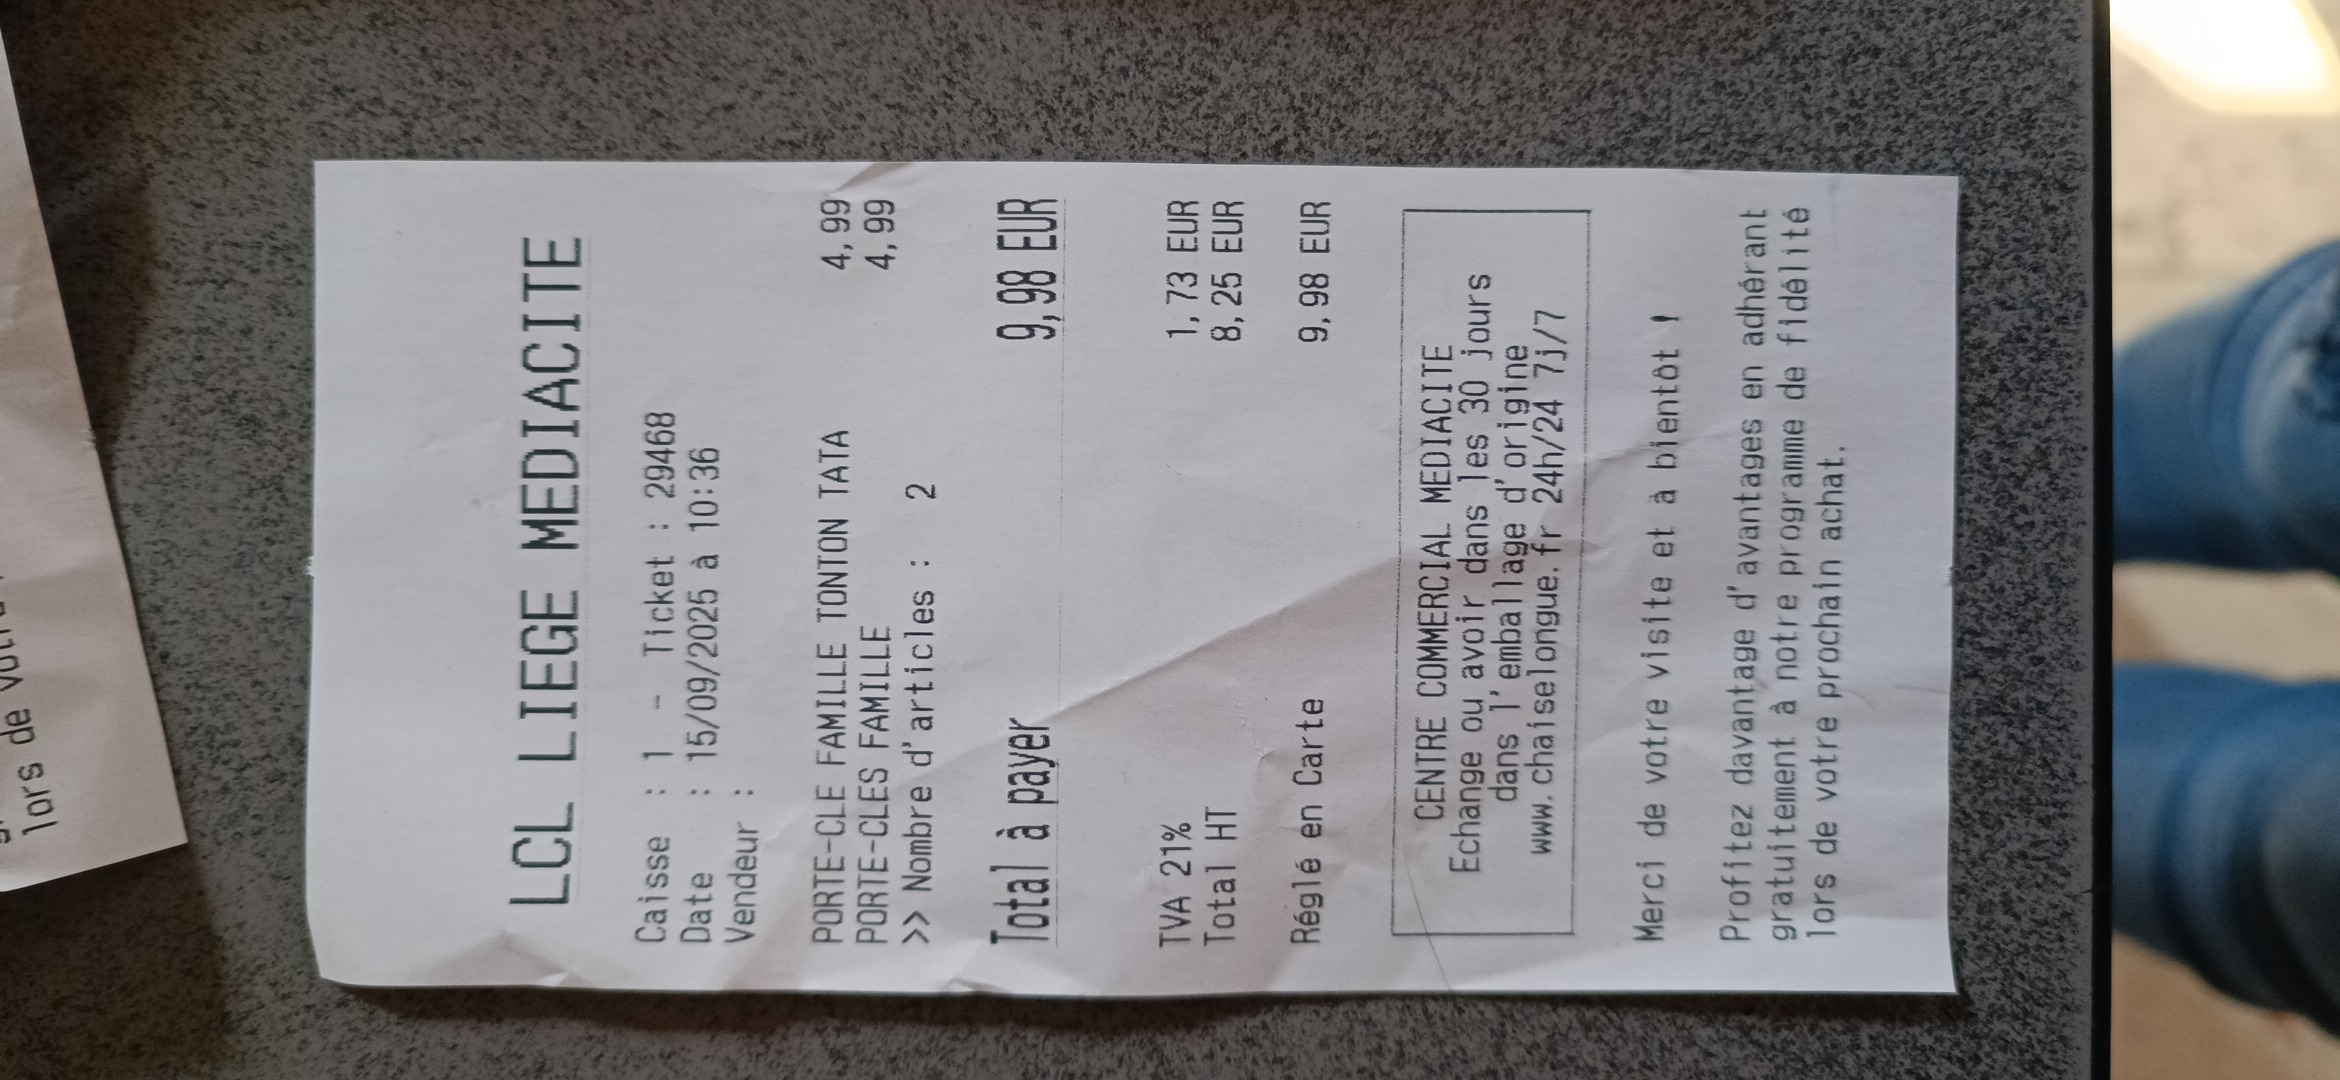 lors de votre
LCL LIEGE MEDIACITE
Caisse : 1 - Ticket : 29468
Date : 15/09/2025 à 10:36
Vendeur :
PORTE-CLE FAMILLE TONTON TATA 4,99
PORTE-CLES FAMILLE 4,99
>> Nombre d'articles : 2
Total à payer 9,98 EUR
TVA 21% 1,73 EUR
Total HT 8,25 EUR
Réglé en Carte 9,98 EUR
CENTRE COMMERCIAL MEDIACITE
Echange ou avoir dans les 30 jours
dans l'emballage d'origine
www.chaiselongue.fr 24h/24 7j/7
Merci de votre visite et à bientôt !
Profitez davantage d'avantages en adhérant
gratuitement à notre programme de fidélité
lors de votre prochain achat.